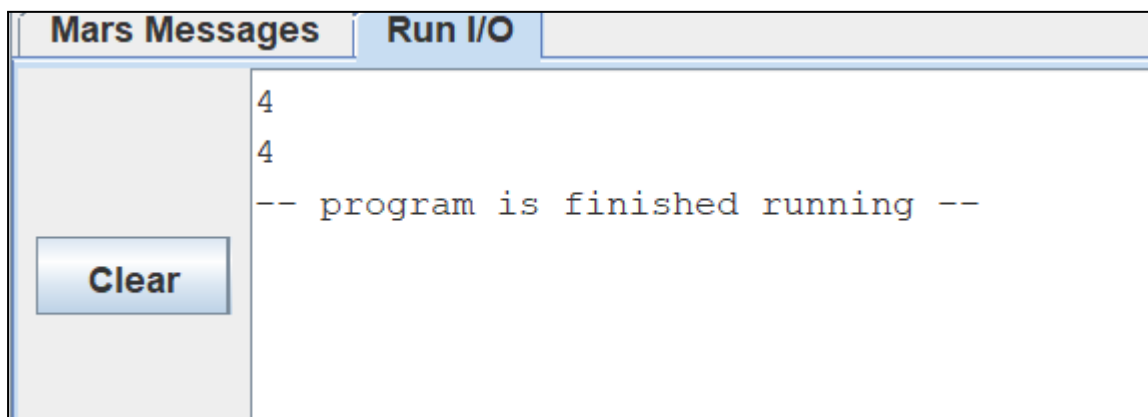 Mars Messages Run I/O
4
4
-- program is finished running --
Clear